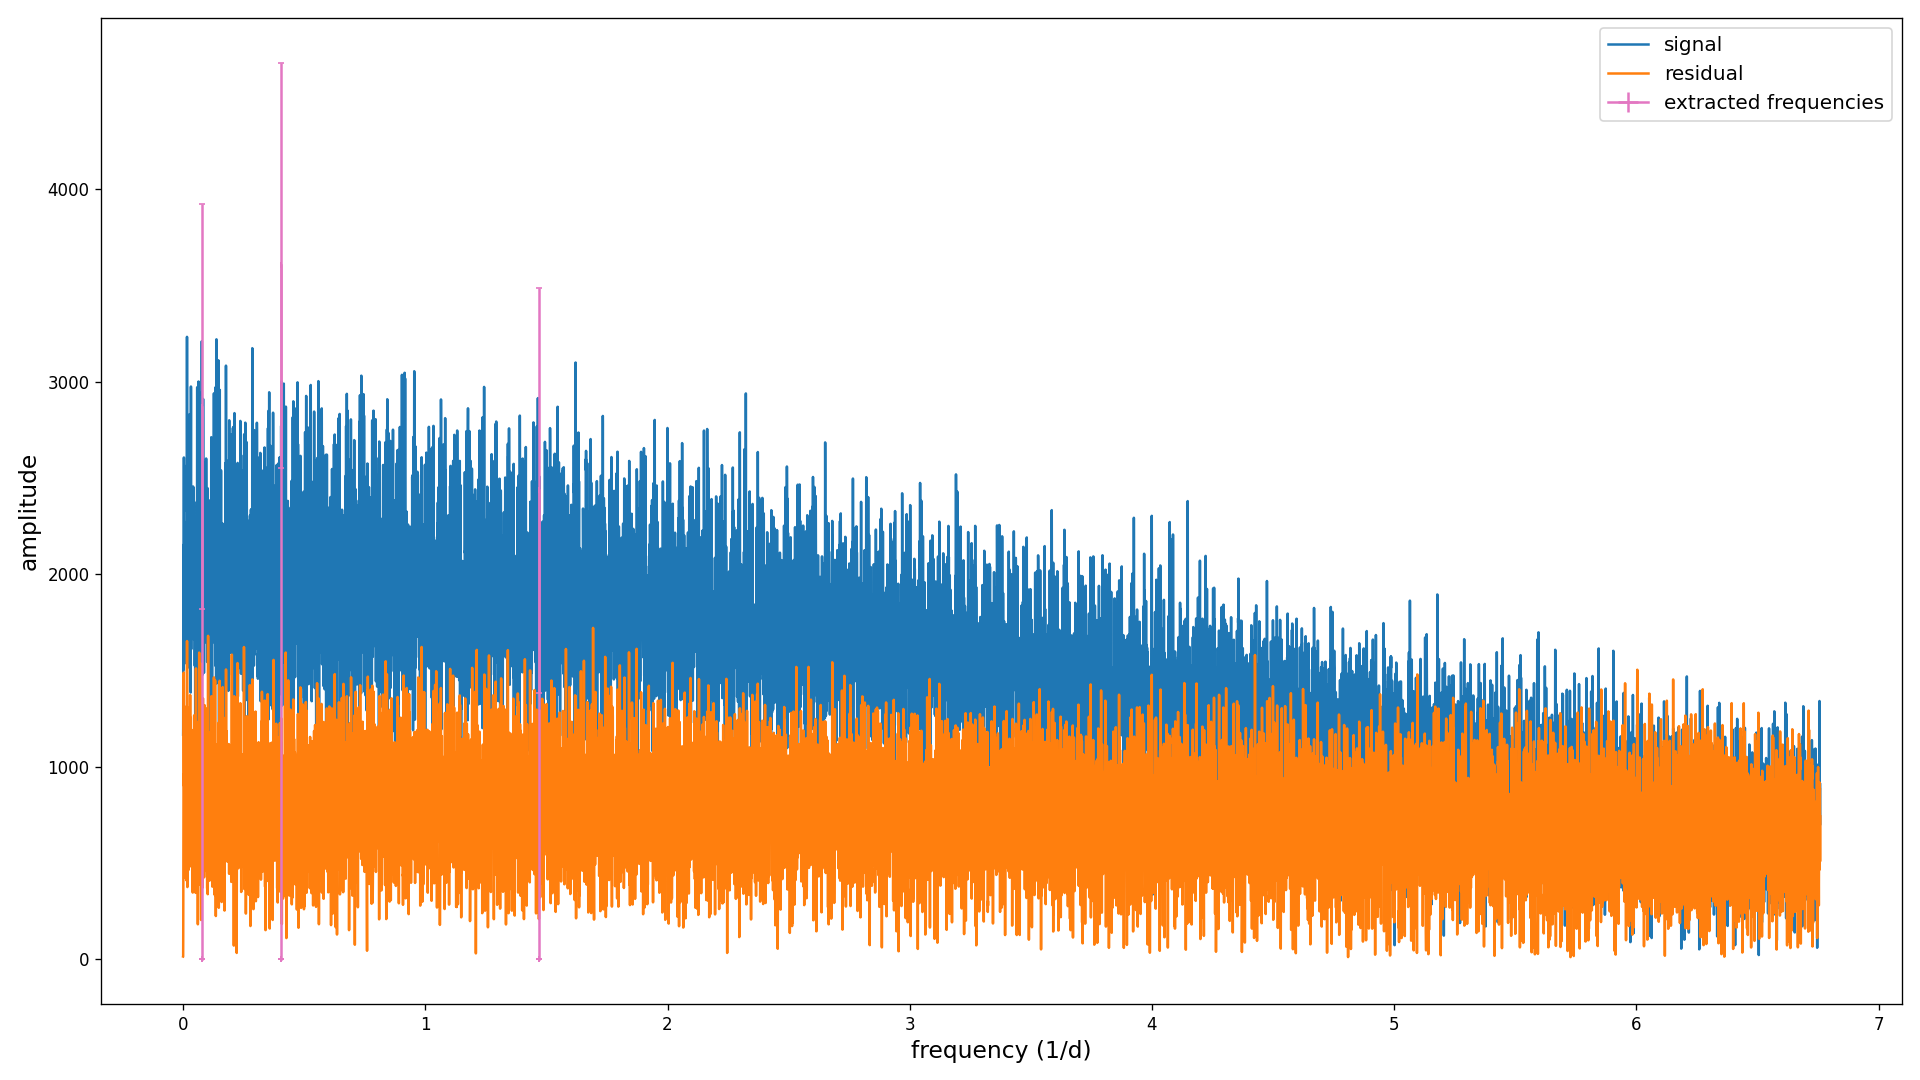 signal
residual
extracted frequencies
amplitude
4000
3000
2000
1000
0
0 1 2 3 4 5 6 7
frequency (1/d)